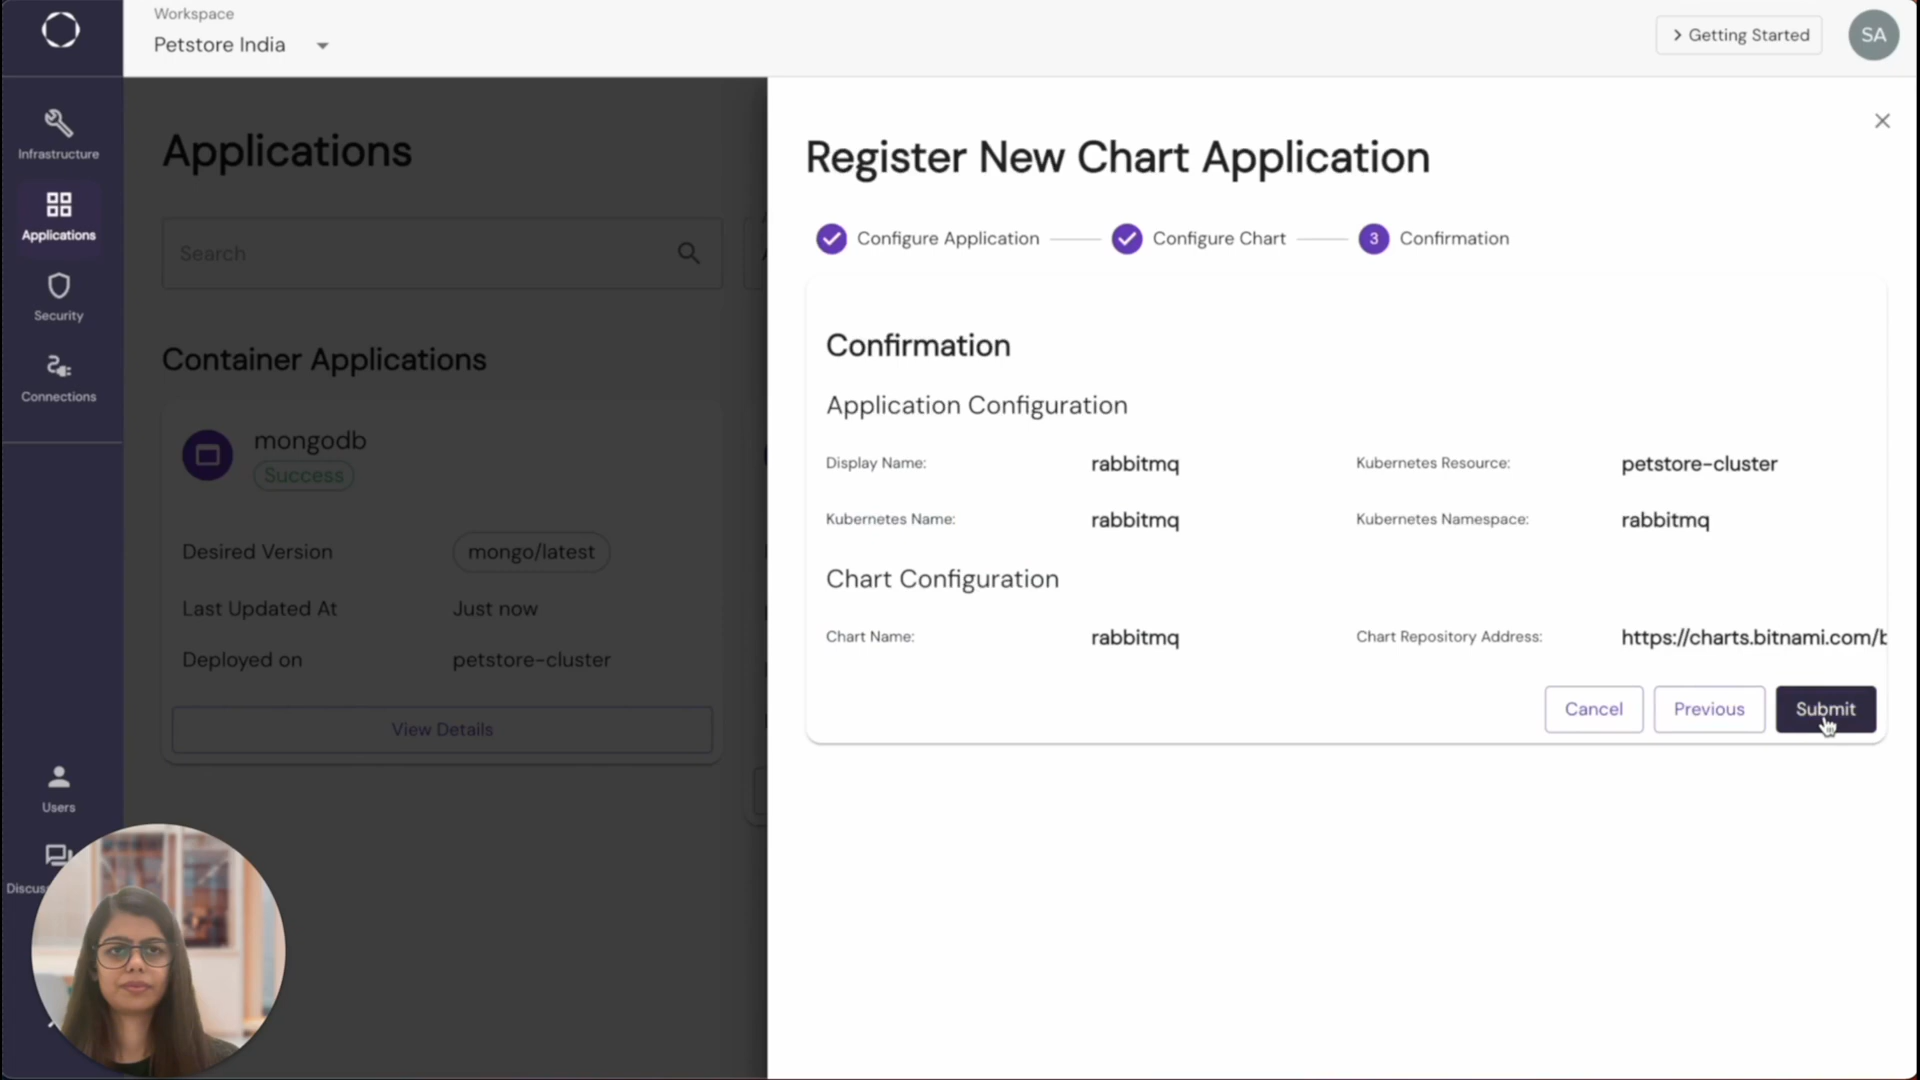 Workspace
Petstore India
Getting Started
SA
Infrastructure
Applications
Security
Connections
Users
Applications
Search
Container Applications
mongodb
Success
Desired Version mongo/latest
Last Updated At Just now
Deployed on petstore-cluster
View Details
Register New Chart Application
Configure Application Configure Chart 3 Confirmation
Confirmation
Application Configuration
Display Name: rabbitmq Kubernetes Resource: petstore-cluster
Kubernetes Name: rabbitmq Kubernetes Namespace: rabbitmq
Chart Configuration
Chart Name: rabbitmq Chart Repository Address: https://charts.bitnami.com/b
Cancel Previous Submit